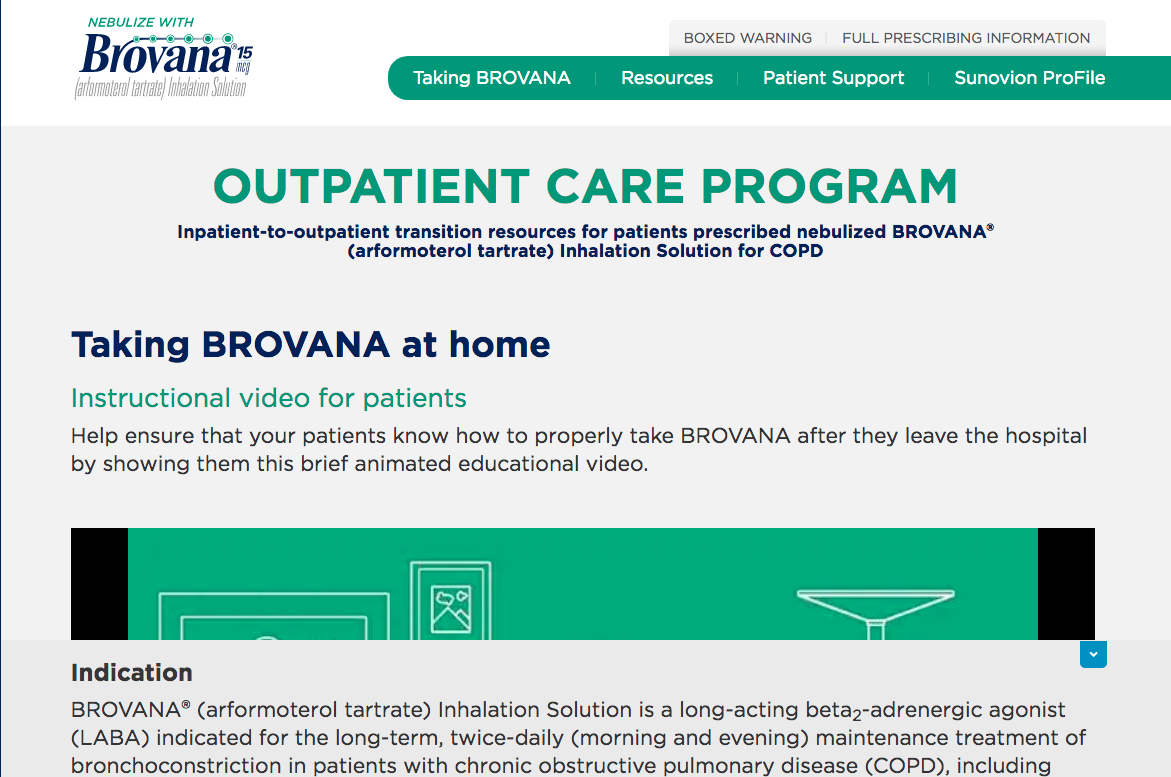 NEBULIZE WITH
Brovana® 15 mcg
(arformoterol tartrate) Inhalation Solution
BOXED WARNING
FULL PRESCRIBING INFORMATION
Taking BROVANA
Resources
Patient Support
Sunovion ProFile
OUTPATIENT CARE PROGRAM
Inpatient-to-outpatient transition resources for patients prescribed nebulized BROVANA®
(arformoterol tartrate) Inhalation Solution for COPD
Taking BROVANA at home
Instructional video for patients
Help ensure that your patients know how to properly take BROVANA after they leave the hospital
by showing them this brief animated educational video.
Indication
BROVANA® (arformoterol tartrate) Inhalation Solution is a long-acting beta₂-adrenergic agonist
(LABA) indicated for the long-term, twice-daily (morning and evening) maintenance treatment of
bronchoconstriction in patients with chronic obstructive pulmonary disease (COPD), including